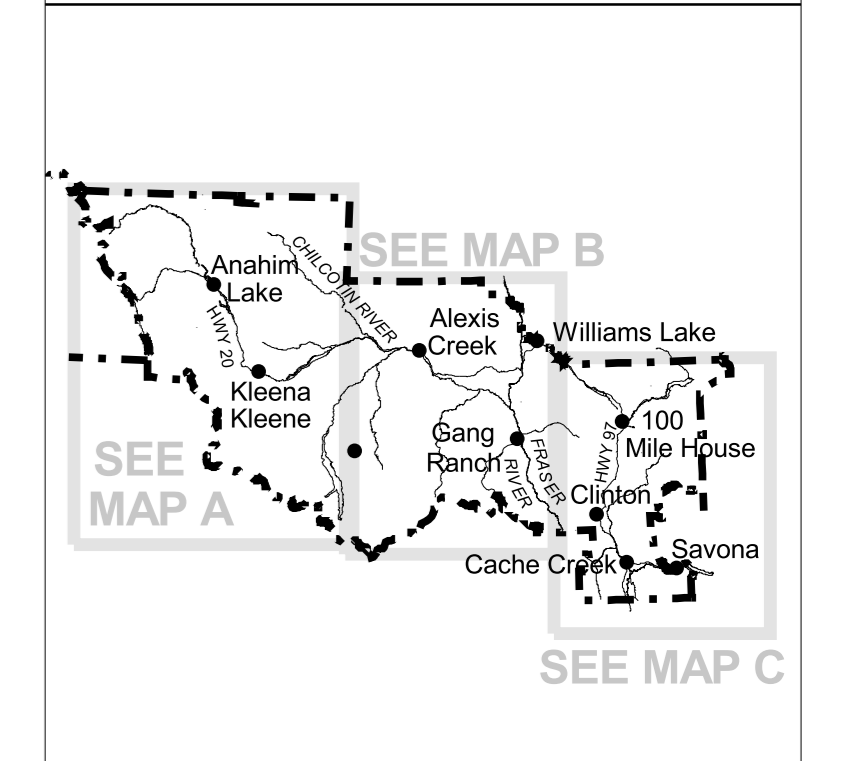 SEE MAP B
CHILCOTIN RIVER
Anahim
Lake
HWY 20
Alexis
Creek
Williams Lake
Kleena
Kleene
100
Mile House
HWY 97
Gang
Ranch
FRASER
RIVER
SEE
MAP A
Clinton
Savona
Cache Creek
SEE MAP C